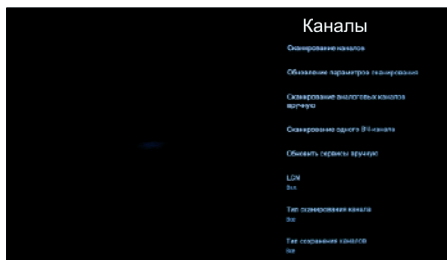 Каналы
Сканирование каналов
Обновление параметров сканирования
Сканирование аналоговых каналов
вручную
Сканирование одного ВЧ-канала
Обновить сервисы вручную
LCN
Тип сканирования канала
Тип сохранения каналов